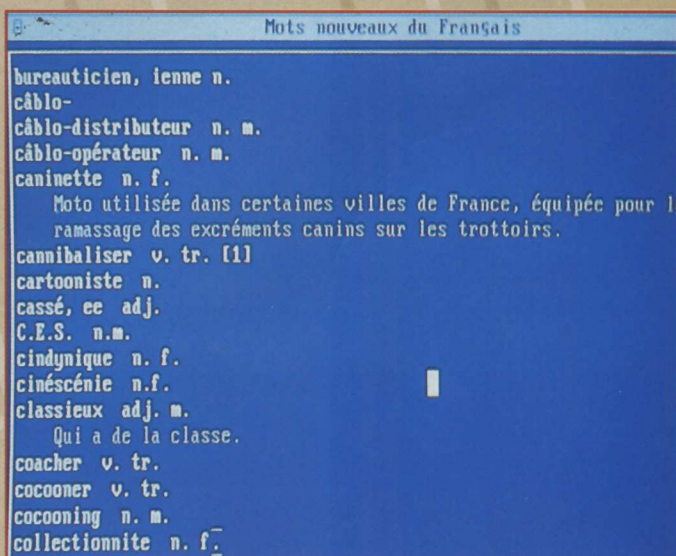 Mots nouveaux du Français
bureauticien, ienne n.
câblo-
câblo-distributeur n. m.
câblo-opérateur n. m.
caninette n. f.
Moto utilisée dans certaines villes de France, équipée pour l
ramassage des excréments canins sur les trottoirs.
cannibaliser v. tr. [1]
cartooniste n.
cassé, ee adj.
C.E.S. n.m.
cindynique n. f.
cinéscénie n.f.
classieux adj. m.
Qui a de la classe.
coacher v. tr.
cocooner v. tr.
cocooning n. m.
collectionnite n. f.